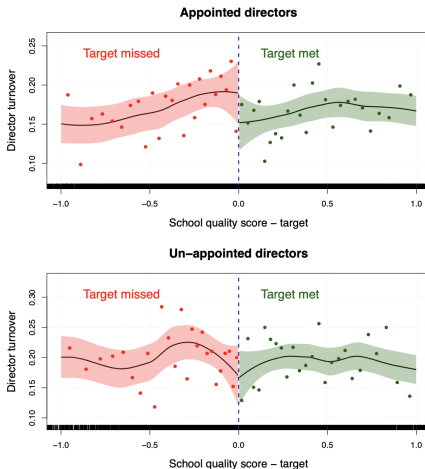 Appointed directors
Target missed
Target met
Director turnover
0.25
0.20
0.15
0.10
-1.0
-0.5
0.0
0.5
1.0
School quality score - target
Un-appointed directors
Target missed
Target met
Director turnover
0.30
0.25
0.20
0.15
0.10
-1.0
-0.5
0.0
0.5
1.0
School quality score - target